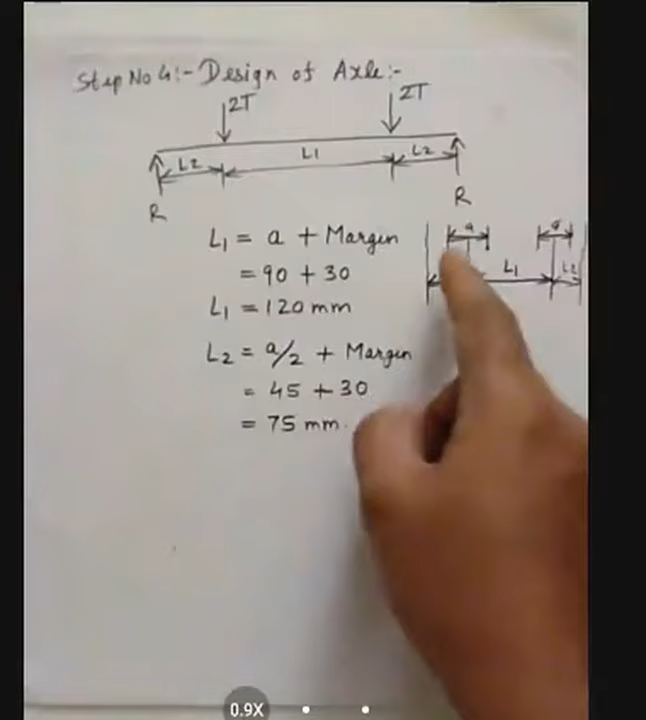 Step No 4:- Design of Axle:-
2T 2T
L2 L1 L2
R R
a a
L1 L2
L1 = a + Margin
= 90 + 30
L1 = 120 mm
L2 = a/2 + Margin
= 45 + 30
= 75 mm.
0.9X